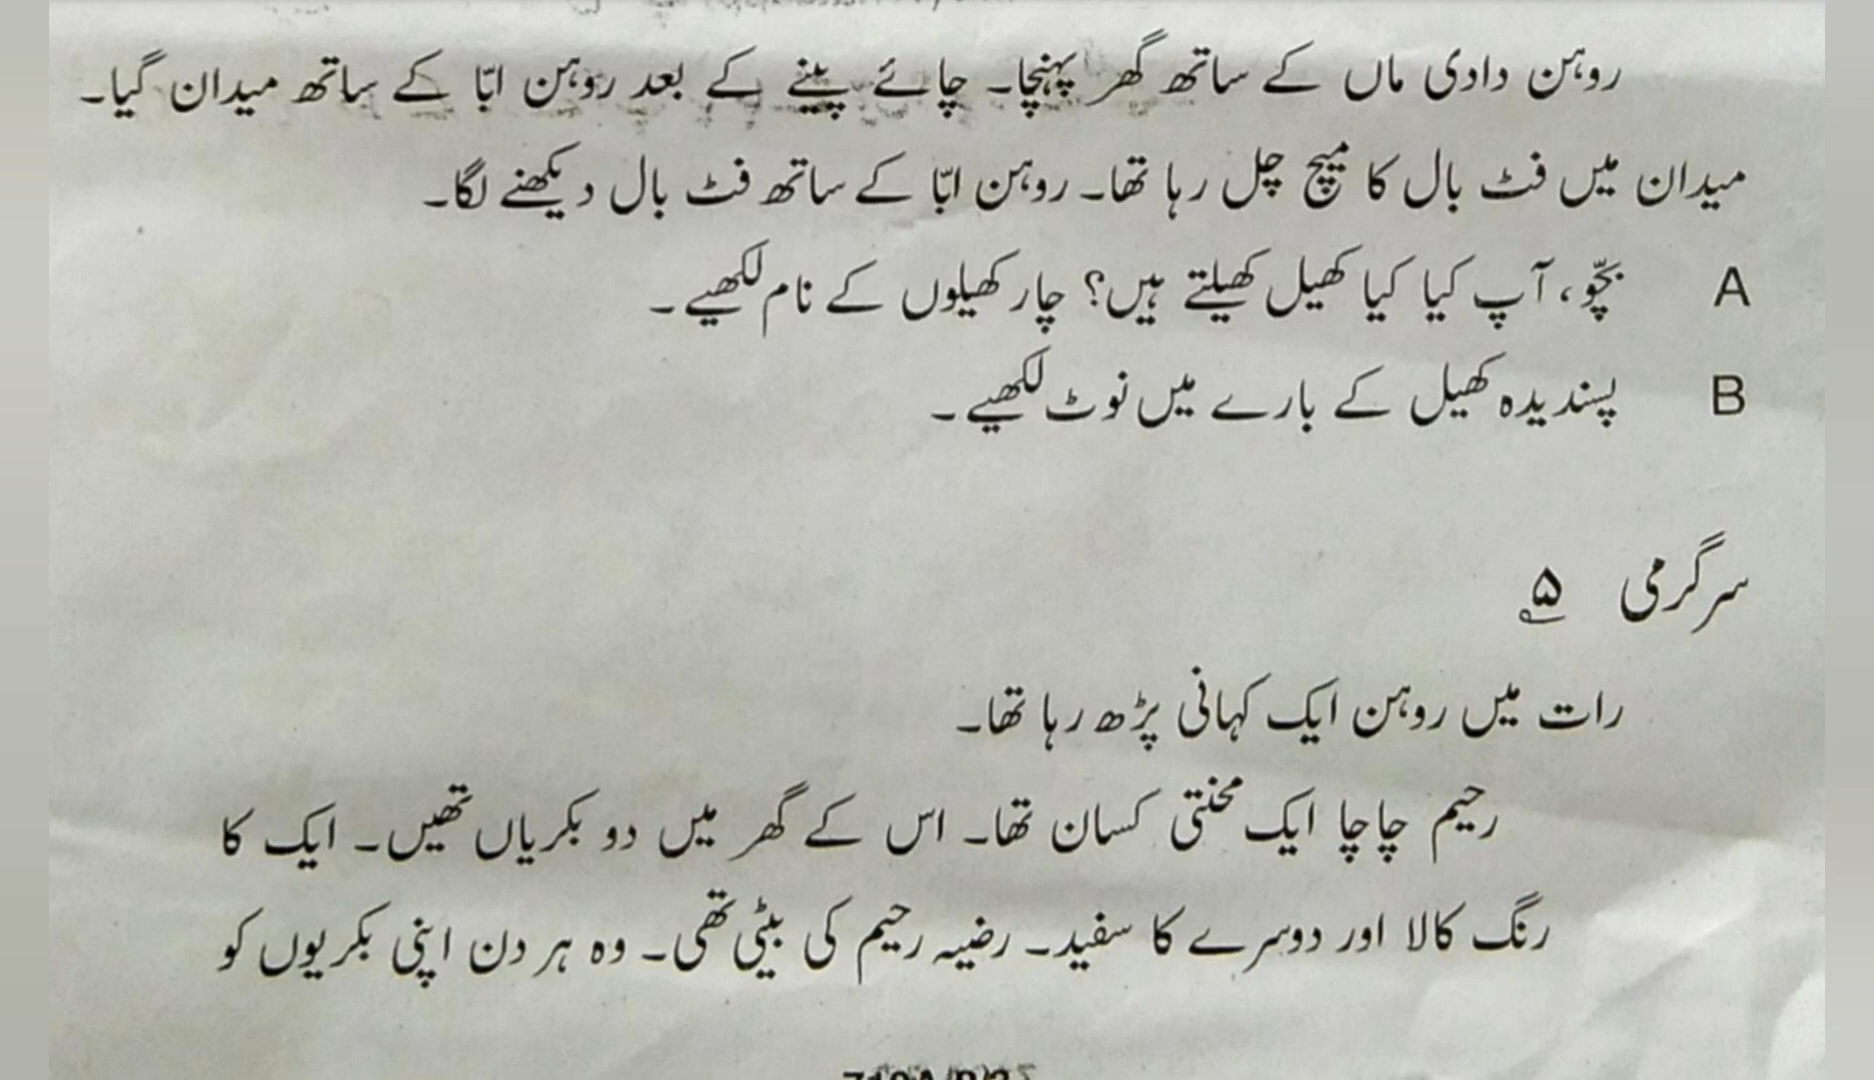 روہن دادی ماں کے ساتھ گھر پہنچا۔ چائے پینے کے بعد روہن ابّا کے ساتھ میدان گیا۔
میدان میں فٹ بال کا میچ چل رہا تھا۔ روہن ابّا کے ساتھ فٹ بال دیکھنے لگا۔
A بچّو، آپ کیا کیا کھیل کھیلتے ہیں؟ چار کھیلوں کے نام لکھیے۔
B پسندیدہ کھیل کے بارے میں نوٹ لکھیے۔
سرگرمی ۵
رات میں روہن ایک کہانی پڑھ رہا تھا۔
رحیم چاچا ایک محنتی کسان تھا۔ اس کے گھر میں دو بکریاں تھیں۔ ایک کا
رنگ کالا اور دوسرے کا سفید۔ رضیہ رحیم کی بیٹی تھی۔ وہ ہر دن اپنی بکریوں کو